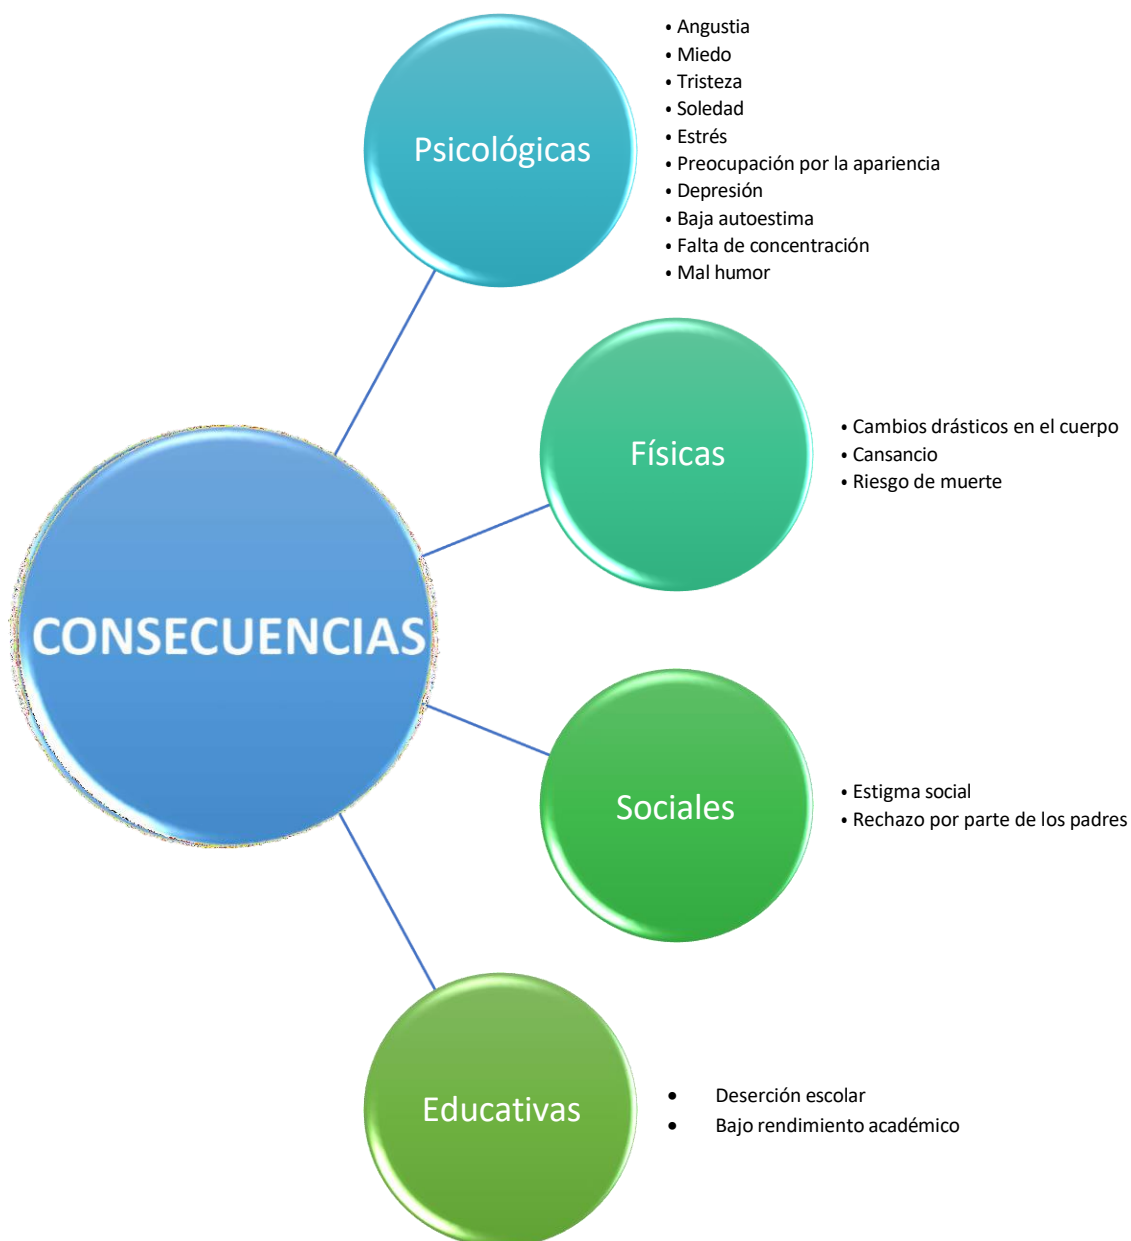 CONSECUENCIAS
Psicológicas
• Angustia
• Miedo
• Tristeza
• Soledad
• Estrés
• Preocupación por la apariencia
• Depresión
• Baja autoestima
• Falta de concentración
• Mal humor
Físicas
• Cambios drásticos en el cuerpo
• Cansancio
• Riesgo de muerte
Sociales
• Estigma social
• Rechazo por parte de los padres
Educativas
• Deserción escolar
• Bajo rendimiento académico